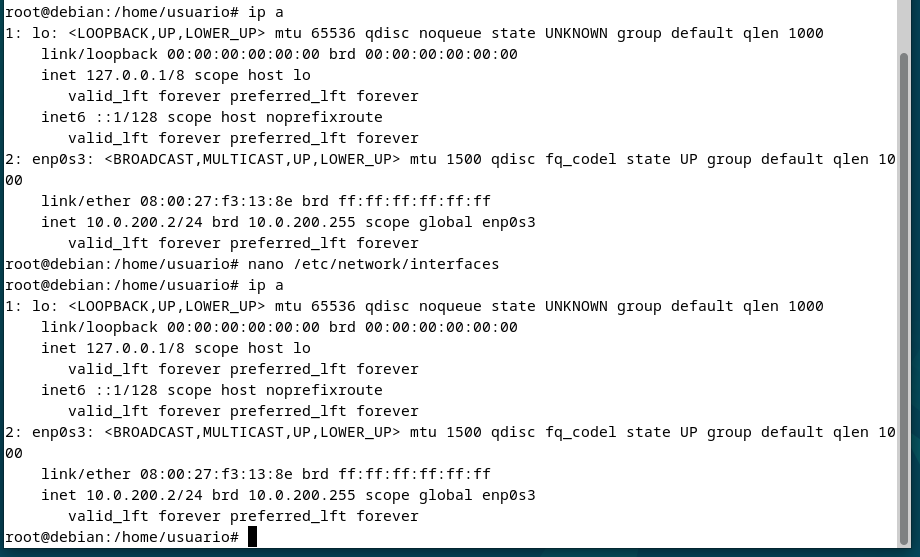 root@debian:/home/usuario# ip a
1: lo: <LOOPBACK,UP,LOWER_UP> mtu 65536 qdisc noqueue state UNKNOWN group default qlen 1000
    link/loopback 00:00:00:00:00:00 brd 00:00:00:00:00:00
    inet 127.0.0.1/8 scope host lo
       valid_lft forever preferred_lft forever
    inet6 ::1/128 scope host noprefixroute
       valid_lft forever preferred_lft forever
2: enp0s3: <BROADCAST,MULTICAST,UP,LOWER_UP> mtu 1500 qdisc fq_codel state UP group default qlen 10
00
    link/ether 08:00:27:f3:13:8e brd ff:ff:ff:ff:ff:ff
    inet 10.0.200.2/24 brd 10.0.200.255 scope global enp0s3
       valid_lft forever preferred_lft forever
root@debian:/home/usuario# nano /etc/network/interfaces
root@debian:/home/usuario# ip a
1: lo: <LOOPBACK,UP,LOWER_UP> mtu 65536 qdisc noqueue state UNKNOWN group default qlen 1000
    link/loopback 00:00:00:00:00:00 brd 00:00:00:00:00:00
    inet 127.0.0.1/8 scope host lo
       valid_lft forever preferred_lft forever
    inet6 ::1/128 scope host noprefixroute
       valid_lft forever preferred_lft forever
2: enp0s3: <BROADCAST,MULTICAST,UP,LOWER_UP> mtu 1500 qdisc fq_codel state UP group default qlen 10
00
    link/ether 08:00:27:f3:13:8e brd ff:ff:ff:ff:ff:ff
    inet 10.0.200.2/24 brd 10.0.200.255 scope global enp0s3
       valid_lft forever preferred_lft forever
root@debian:/home/usuario#